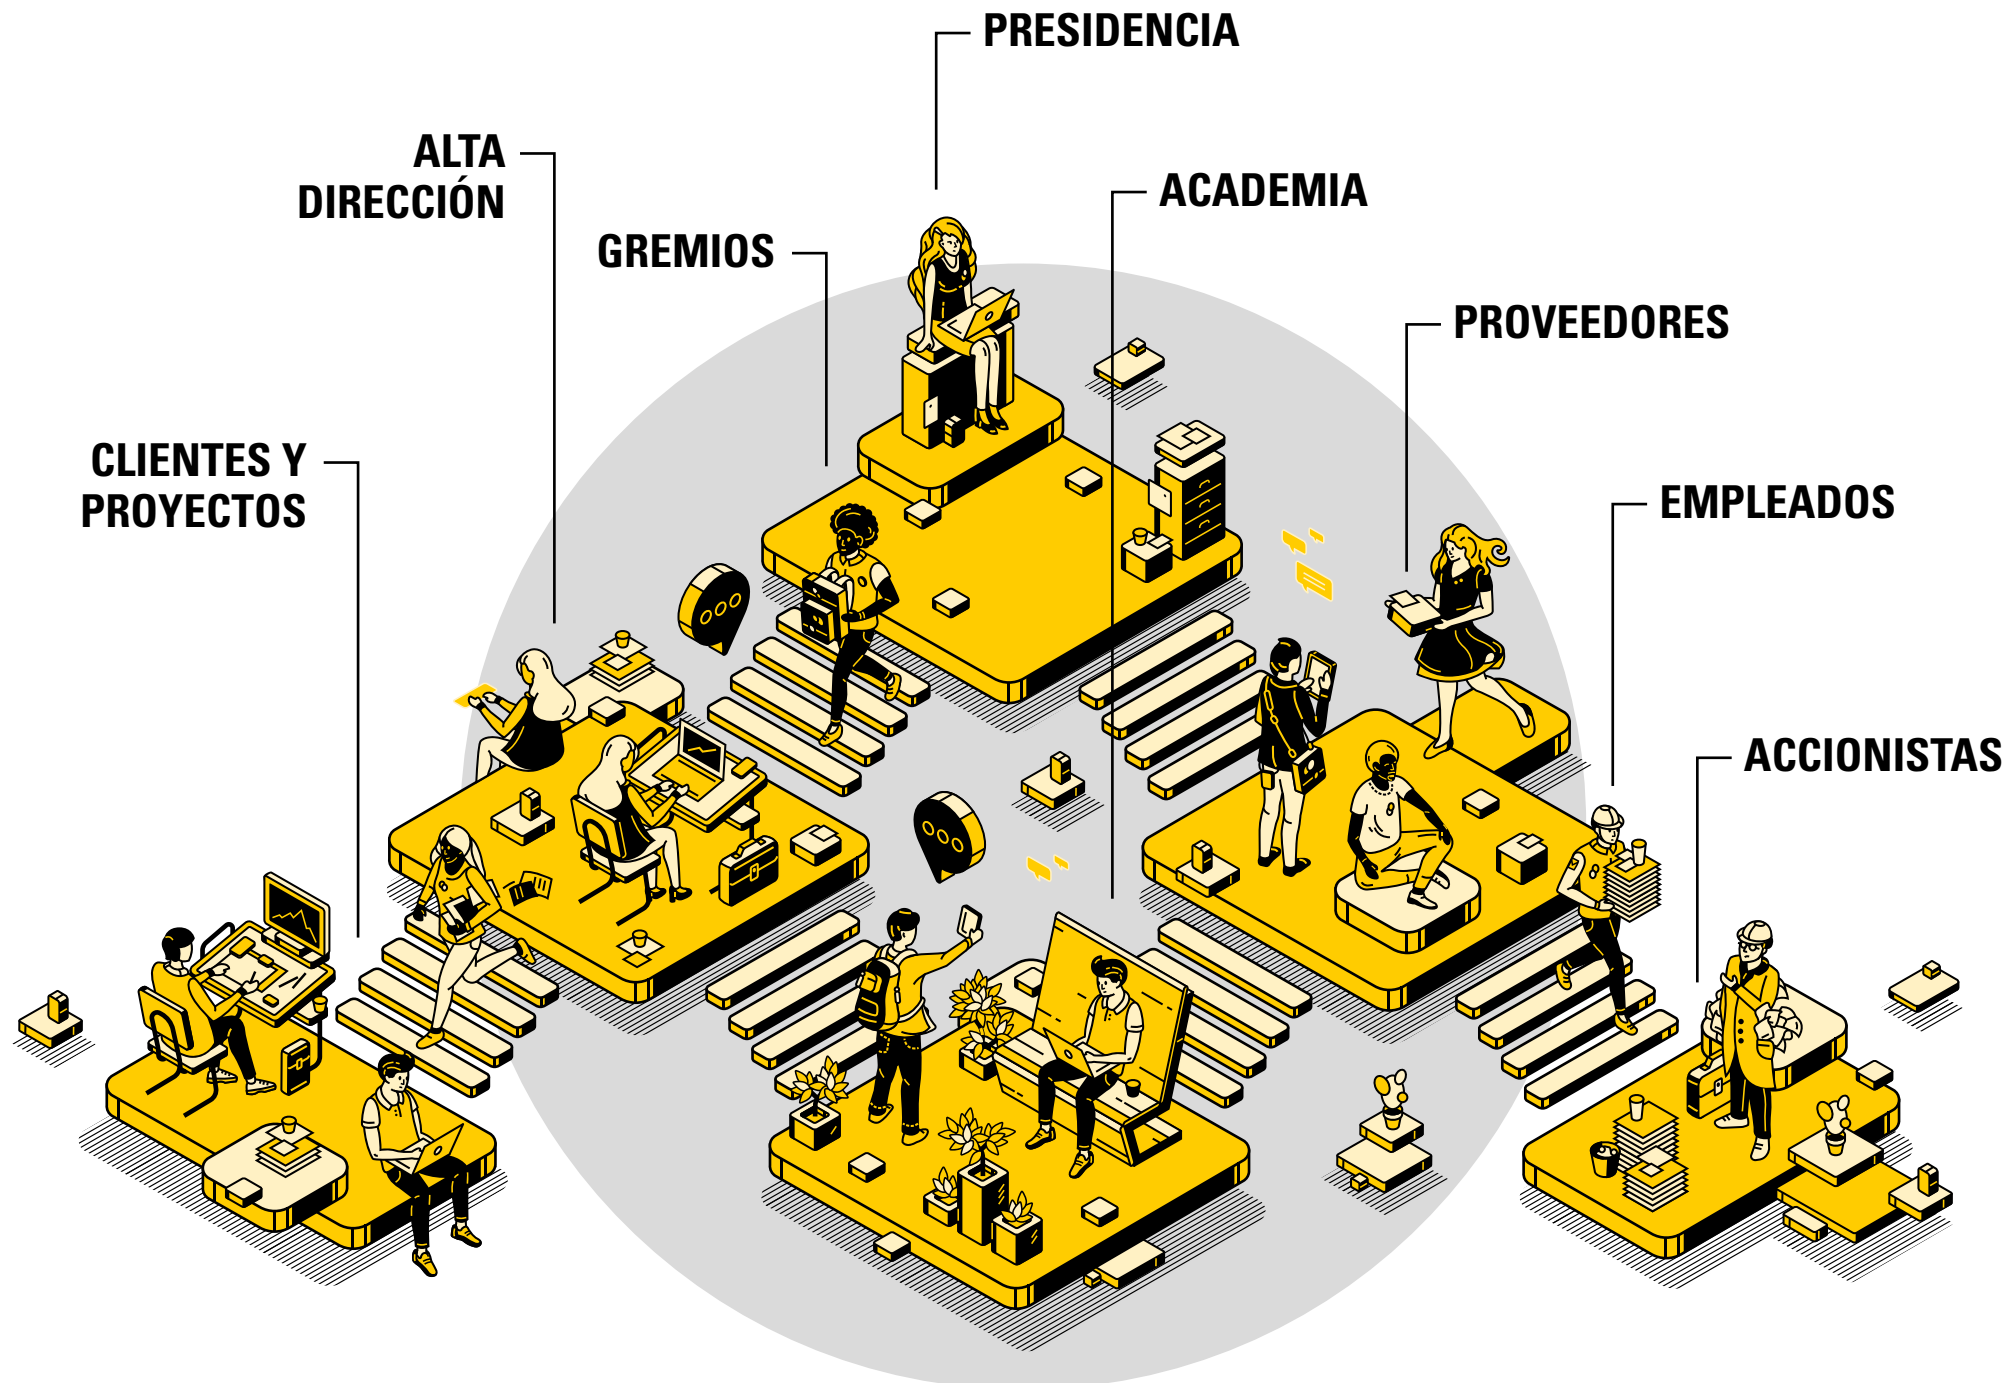 PRESIDENCIA
ALTA
DIRECCIÓN
ACADEMIA
GREMIOS
PROVEEDORES
CLIENTES Y
PROYECTOS
EMPLEADOS
ACCIONISTAS